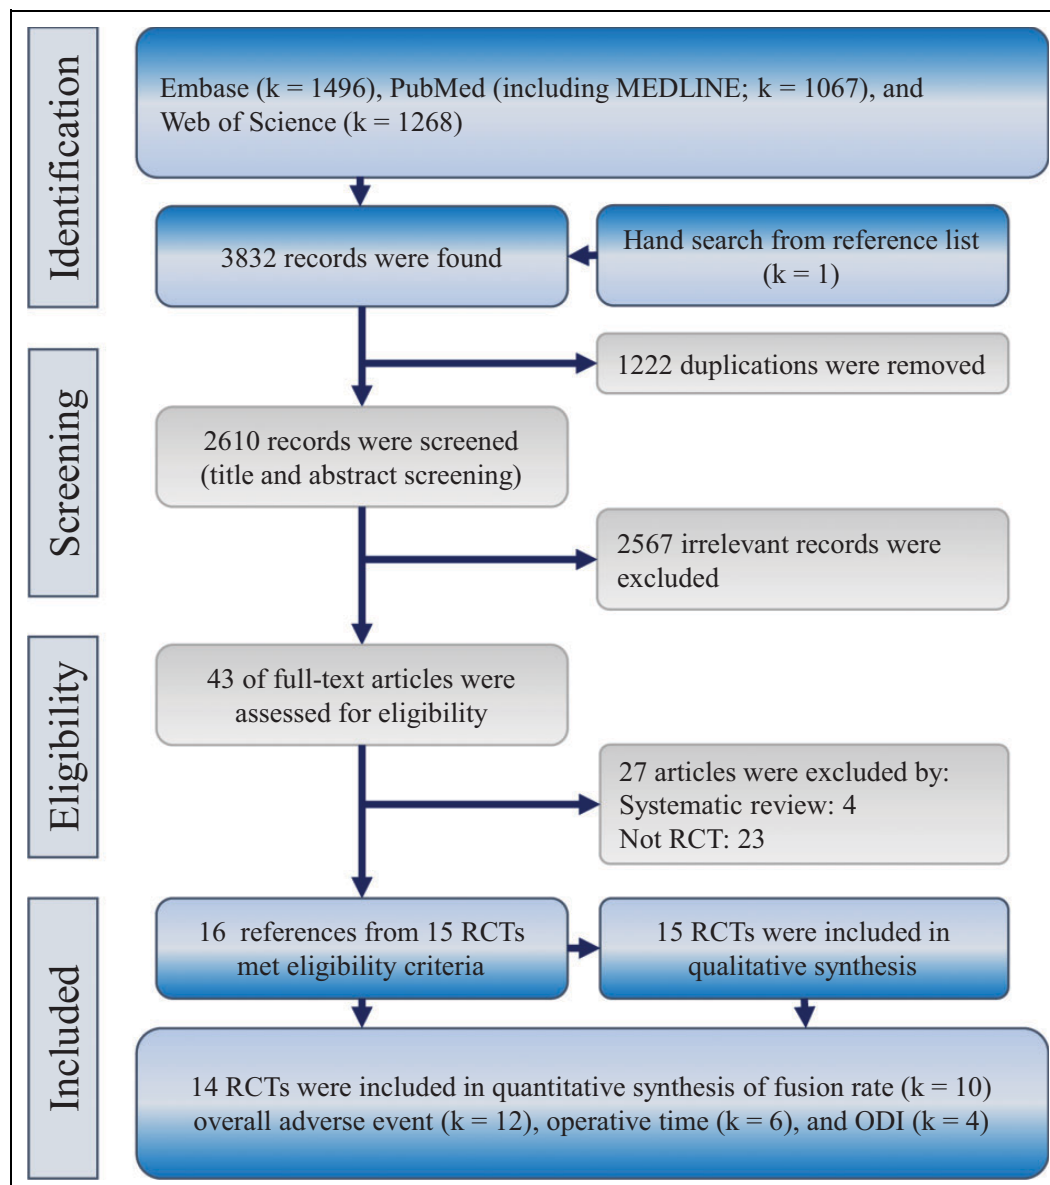 Identification
Embase (k = 1496), PubMed (including MEDLINE; k = 1067), and
Web of Science (k = 1268)
3832 records were found
Hand search from reference list
(k = 1)
Screening
1222 duplications were removed
2610 records were screened
(title and abstract screening)
2567 irrelevant records were
excluded
Eligibility
43 of full-text articles were
assessed for eligibility
27 articles were excluded by:
Systematic review: 4
Not RCT: 23
Included
16 references from 15 RCTs
met eligibility criteria
15 RCTs were included in
qualitative synthesis
14 RCTs were included in quantitative synthesis of fusion rate (k = 10)
overall adverse event (k = 12), operative time (k = 6), and ODI (k = 4)